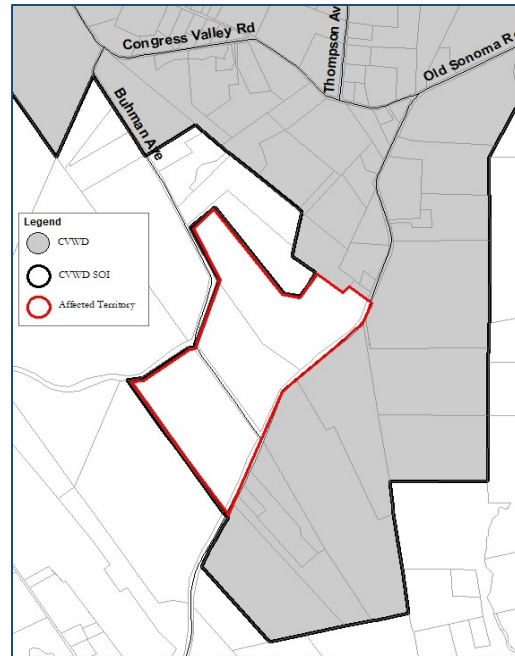 Congress Valley Rd
Thompson Av
Old Sonoma R
Buhman Ave
Legend
CVWD
CVWD SOI
Affected Territory